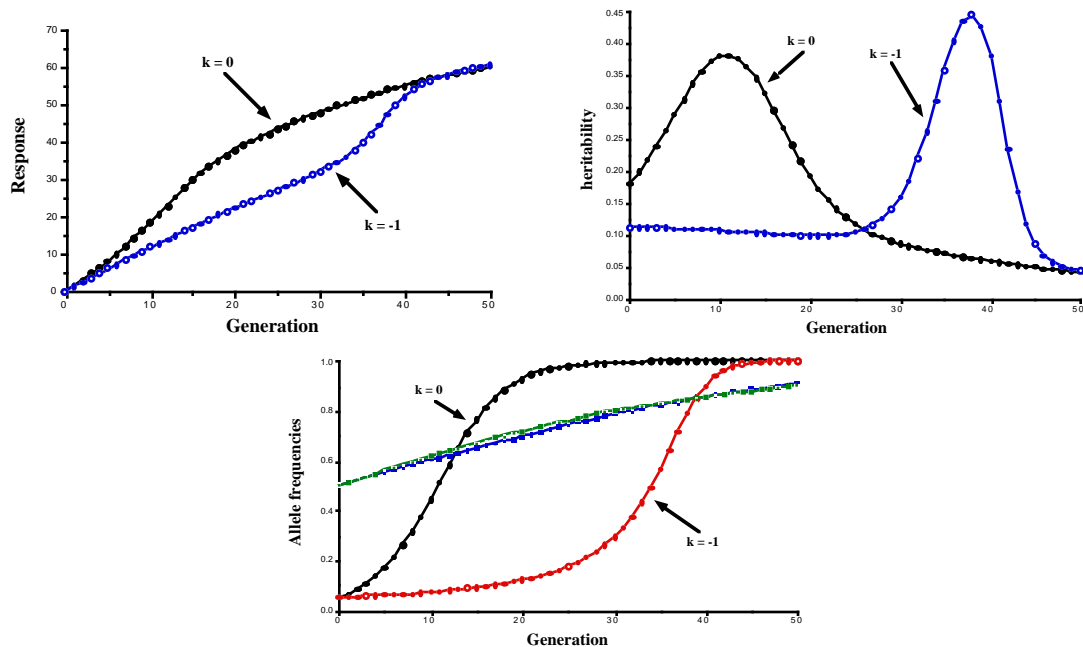 Response
70
60
50
40
30
20
10
0
k = 0
k = -1
0 10 20 30 40 50
Generation
heritability
0.45
0.40
0.35
0.30
0.25
0.20
0.15
0.10
0.05
0.00
k = 0
k = -1
0 10 20 30 40 50
Generation
Allele frequencies
1.0
0.8
0.6
0.4
0.2
0.0
k = 0
k = -1
0 10 20 30 40 50
Generation